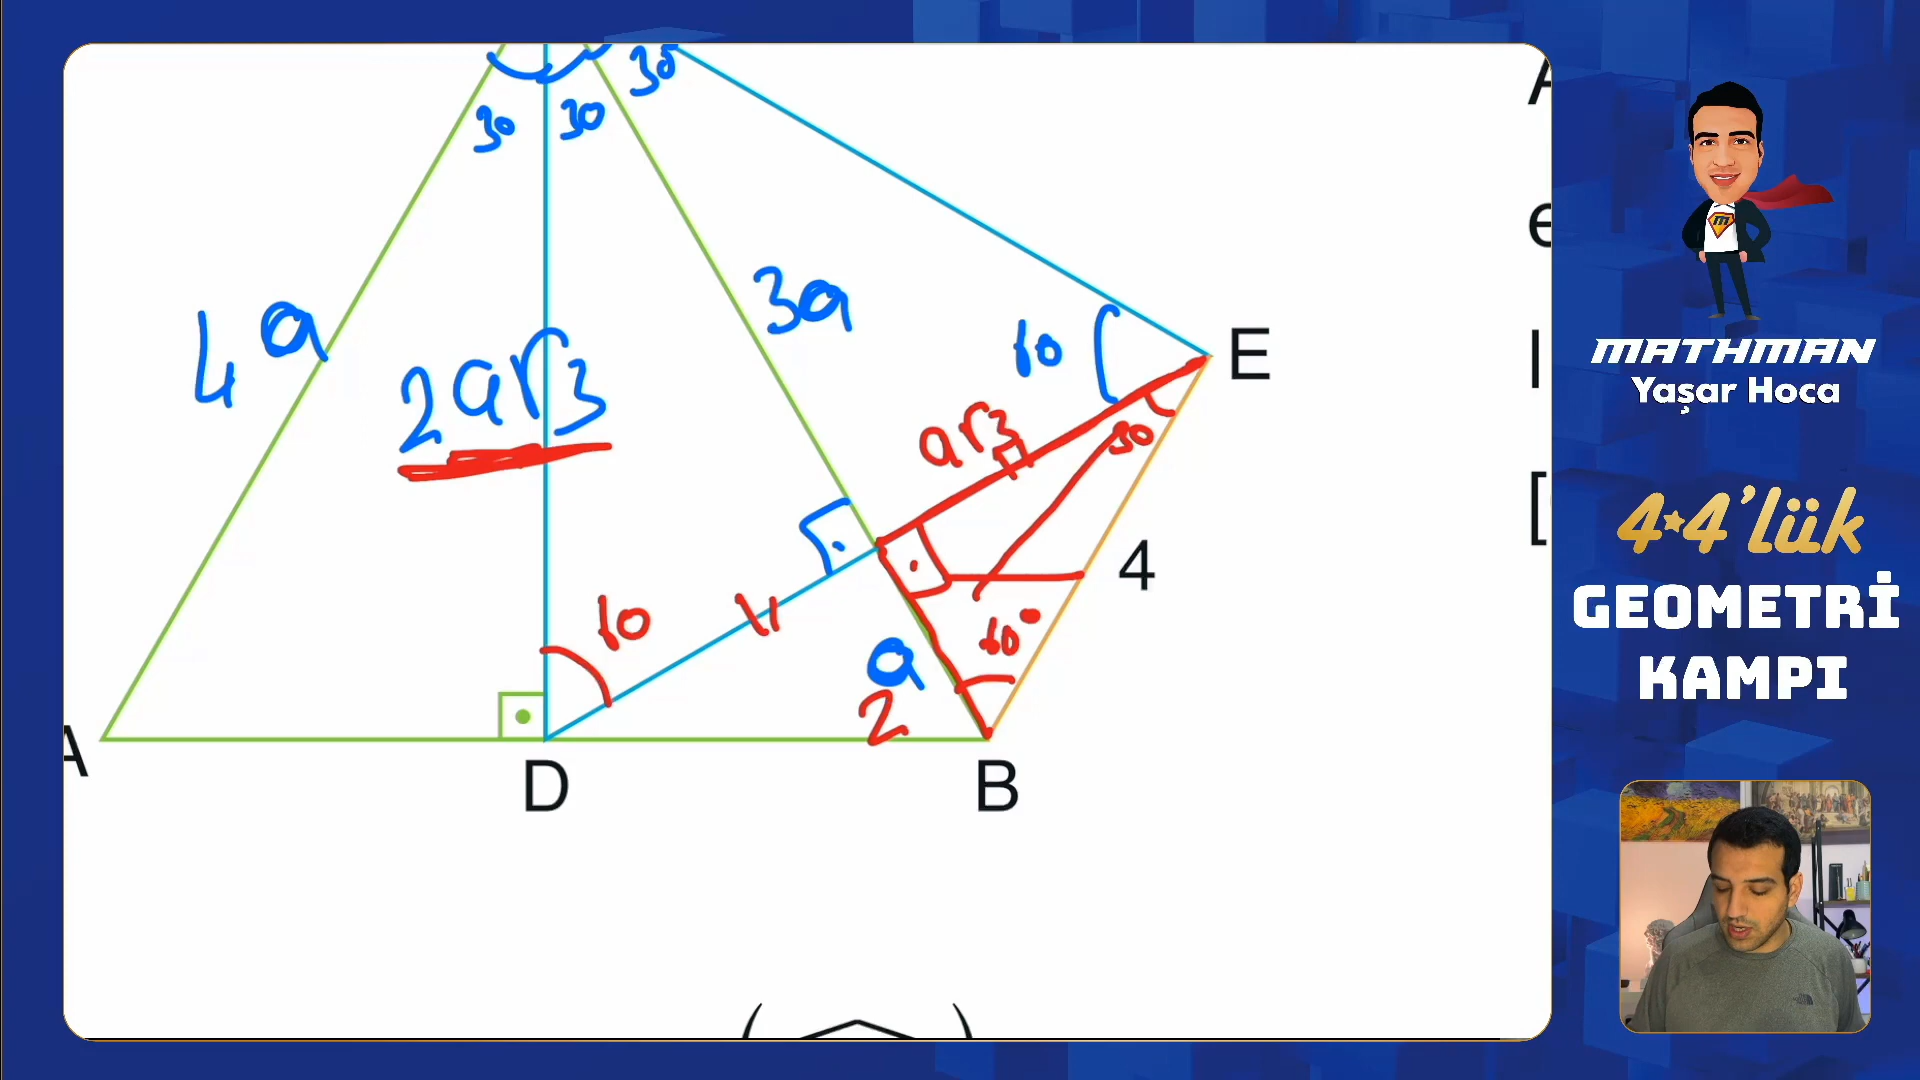 30
30
30
A
e
I
[
4a
2a√3
3a
60
E
a√3
30
60
4
60°
a
2
A
D
B
(
)
M
MATHMAN
Yaşar Hoca
4★4'lük
GEOMETRİ
KAMPI